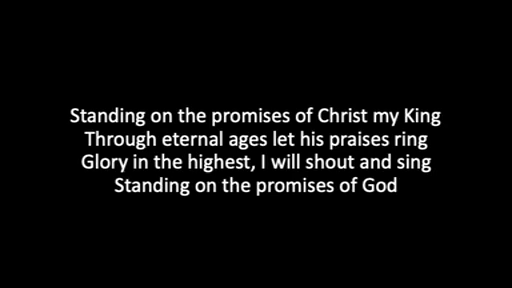 Standing on the promises of Christ my King
Through eternal ages let his praises ring
Glory in the highest, I will shout and sing
Standing on the promises of God